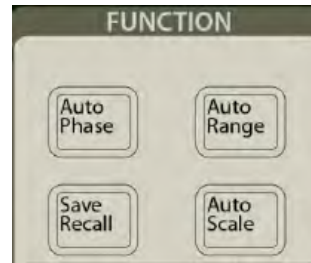 FUNCTION
Auto
Phase
Auto
Range
Save
Recall
Auto
Scale